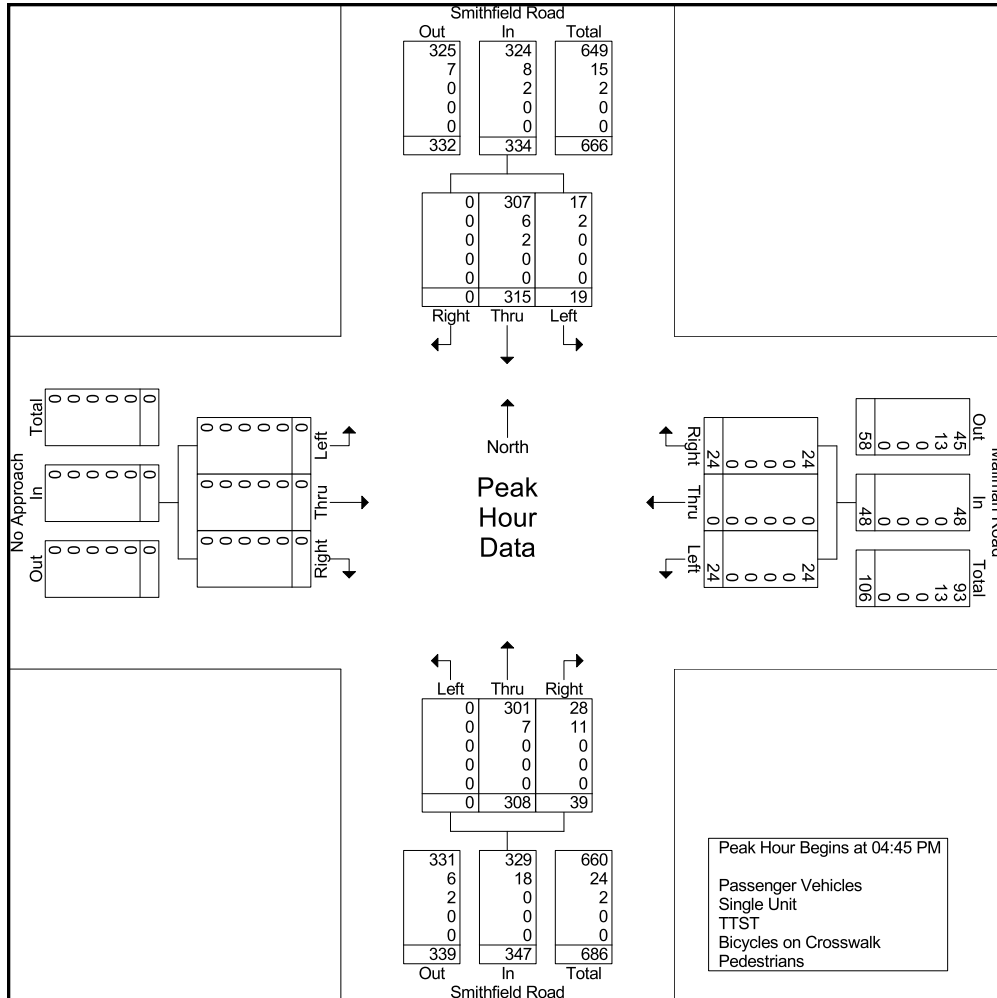 Smithfield Road
Out In Total
325 324 649
7 8 15
0 2 2
0 0 0
0 0 0
332 334 666
0 307 17
0 6 2
0 2 0
0 0 0
0 0 0
0 315 19
Right Thru Left
No Approach
Total
0 0 0 0 0 0
In
0 0 0 0 0 0
Out
0 0 0 0 0 0
Left
0 0 0 0 0 0
Thru
0 0 0 0 0 0
Right
0 0 0 0 0 0
North
Peak
Hour
Data
Right
24 0 0 0 0 24
Thru
0 0 0 0 0 0
Left
24 0 0 0 0 24
Out
45 13 0 0 0 58
In
48 0 0 0 0 48
Total
93 13 0 0 0 106
Road
Left Thru Right
0 301 28
0 7 11
0 0 0
0 0 0
0 0 0
0 308 39
331 329 660
6 18 24
2 0 2
0 0 0
0 0 0
339 347 686
Out In Total
Smithfield Road
Peak Hour Begins at 04:45 PM
Passenger Vehicles
Single Unit
TTST
Bicycles on Crosswalk
Pedestrians